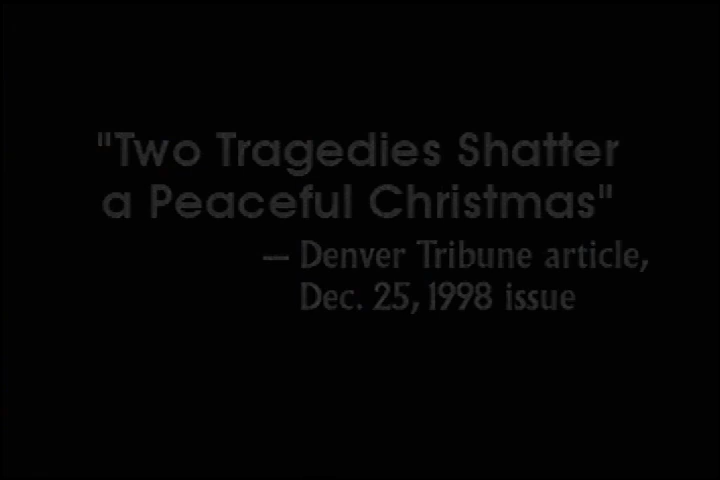 "Two Tragedies Shatter
a Peaceful Christmas"
— Denver Tribune article,
Dec. 25, 1998 issue